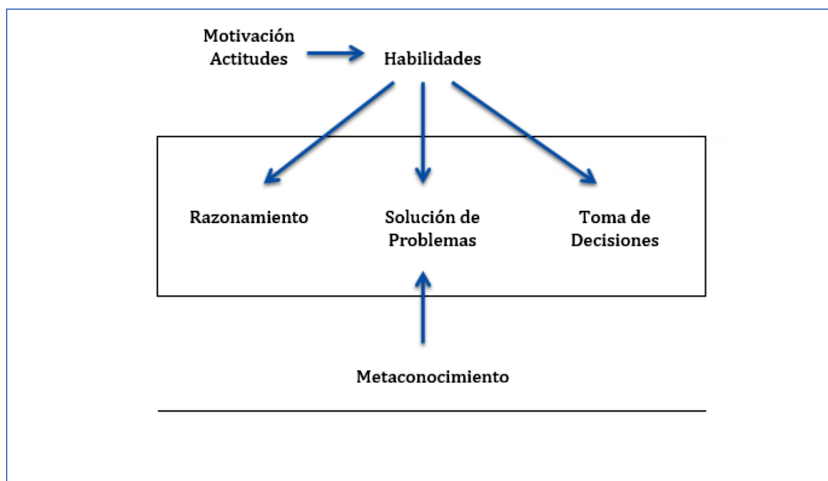 Motivación
Actitudes
Habilidades
Razonamiento
Solución de
Problemas
Toma de
Decisiones
Metaconocimiento